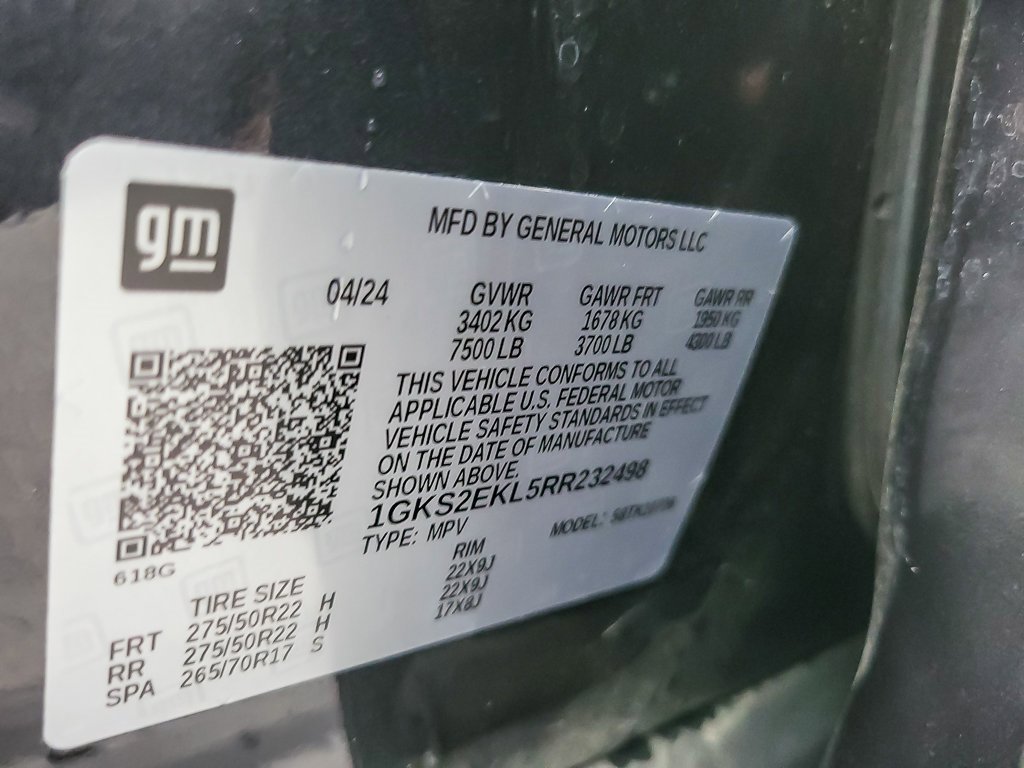 gm
MFD BY GENERAL MOTORS LLC
04/24 GVWR GAWR FRT GAWR RR
3402 KG 1678 KG 1950 KG
7500 LB 3700 LB 4300 LB
THIS VEHICLE CONFORMS TO ALL
APPLICABLE U.S. FEDERAL MOTOR
VEHICLE SAFETY STANDARDS IN EFFECT
ON THE DATE OF MANUFACTURE
SHOWN ABOVE.
1GKS2EKL5RR232498
TYPE: MPV MODEL:
618G
TIRE SIZE RIM
FRT 275/50R22 H 22X9J
RR 275/50R22 H 22X9J
SPA 265/70R17 S 17X8J